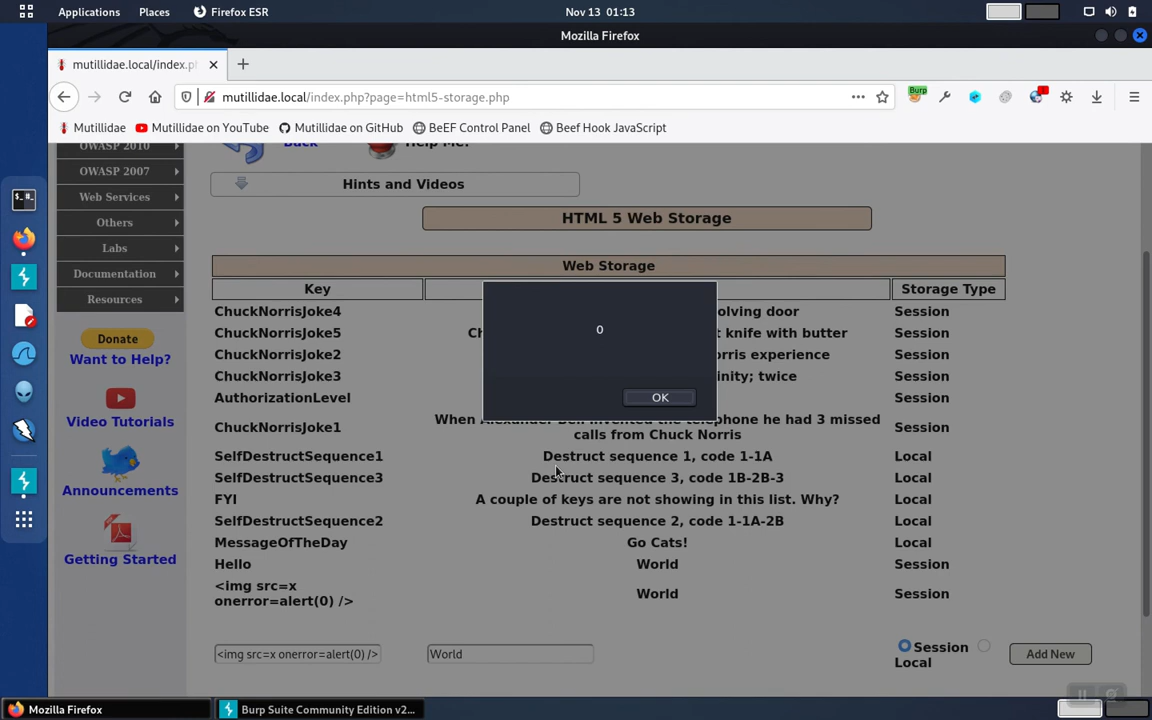 Applications Places Firefox ESR Nov 13 01:13
Mozilla Firefox
mutillidae.local/index.p
mutillidae.local/index.php?page=html5-storage.php
Burp
1
Mutillidae Mutillidae on YouTube Mutillidae on GitHub BeEF Control Panel Beef Hook JavaScript
OWASP 2010
OWASP 2007
Web Services
Others
Labs
Documentation
Resources
Donate
Want to Help?
Video Tutorials
Announcements
Getting Started
Back Help Me!
Hints and Videos
HTML 5 Web Storage
Web Storage
Key Storage Type
ChuckNorrisJoke4 olving door Session
ChuckNorrisJoke5 Ch t knife with butter Session
ChuckNorrisJoke2 orris experience Session
ChuckNorrisJoke3 inity; twice Session
AuthorizationLevel Session
ChuckNorrisJoke1 When Alexander Bell invented the telephone he had 3 missed Session
calls from Chuck Norris
SelfDestructSequence1 Destruct sequence 1, code 1-1A Local
SelfDestructSequence3 Destruct sequence 3, code 1B-2B-3 Local
FYI A couple of keys are not showing in this list. Why? Local
SelfDestructSequence2 Destruct sequence 2, code 1-1A-2B Local
MessageOfTheDay Go Cats! Local
Hello World Session
<img src=x
onerror=alert(0) /> World Session
<img src=x onerror=alert(0) /> World Session
Local Add New
0
OK
Mozilla Firefox Burp Suite Community Edition v2...